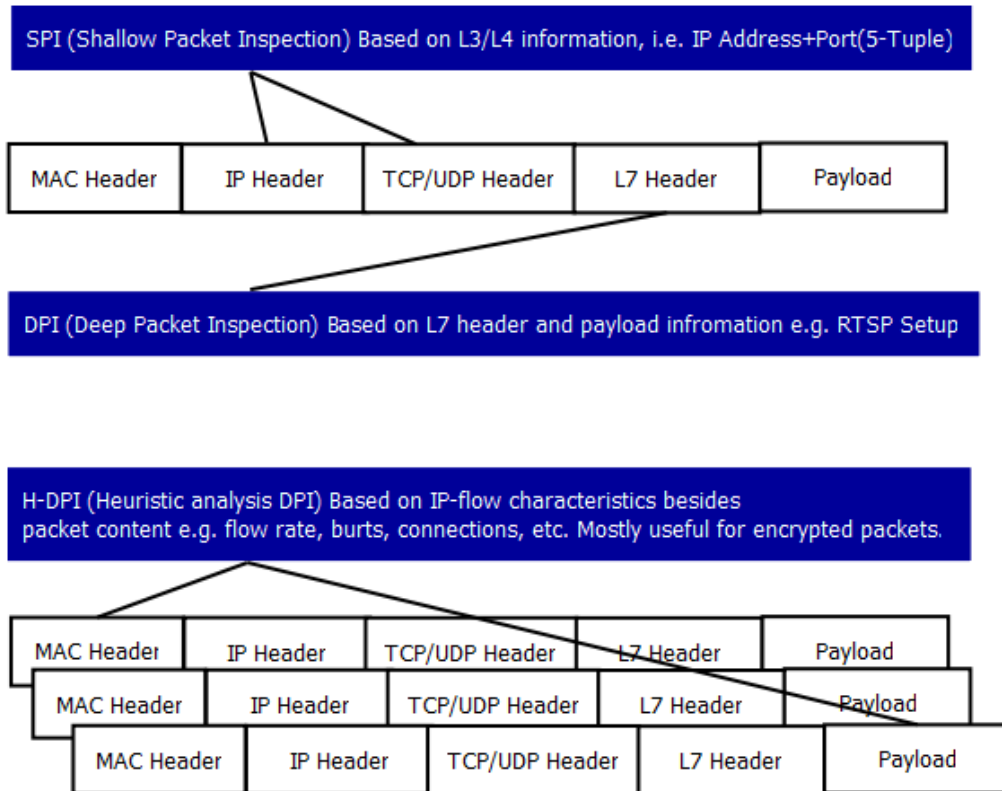 SPI (Shallow Packet Inspection) Based on L3/L4 information, i.e. IP Address+Port(5-Tuple)
MAC Header IP Header TCP/UDP Header L7 Header Payload
DPI (Deep Packet Inspection) Based on L7 header and payload infromation e.g. RTSP Setup
H-DPI (Heuristic analysis DPI) Based on IP-flow characteristics besides
packet content e.g. flow rate, burts, connections, etc. Mostly useful for encrypted packets.
MAC Header IP Header TCP/UDP Header L7 Header Payload
MAC Header IP Header TCP/UDP Header L7 Header Payload
MAC Header IP Header TCP/UDP Header L7 Header Payload